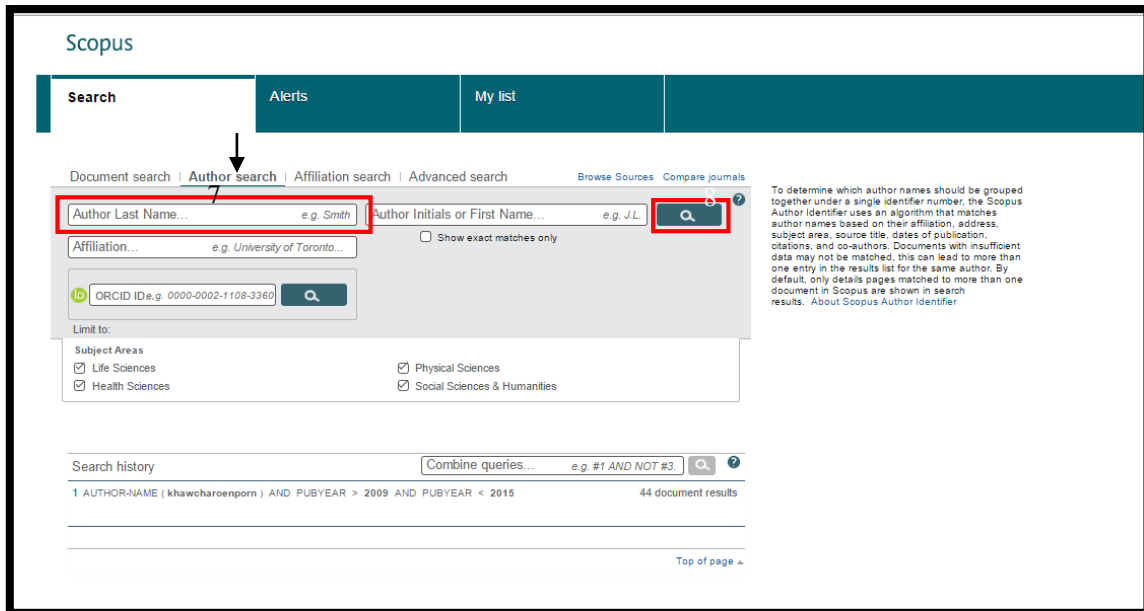 Scopus
Search
Alerts
My list
Document search | Author search | Affiliation search | Advanced search
Browse Sources Compare journals
7
8
?
Author Last Name... e.g. Smith
Author Initials or First Name... e.g. J.L.
Show exact matches only
Affiliation... e.g. University of Toronto...
iD ORCID ID e.g. 0000-0002-1108-3360
Limit to:
Subject Areas
Life Sciences
Physical Sciences
Health Sciences
Social Sciences & Humanities
To determine which author names should be grouped
together under a single identifier number, the Scopus
Author Identifier uses an algorithm that matches
author names based on their affiliation, address,
subject area, source title, dates of publication,
citations, and co-authors. Documents with insufficient
data may not be matched, this can lead to more than
one entry in the results list for the same author. By
default, only details pages matched to more than one
document in Scopus are shown in search
results. About Scopus Author Identifier
Search history
Combine queries... e.g. #1 AND NOT #3.
?
1 AUTHOR-NAME ( khawcharoenporn ) AND PUBYEAR > 2009 AND PUBYEAR < 2015
44 document results
Top of page